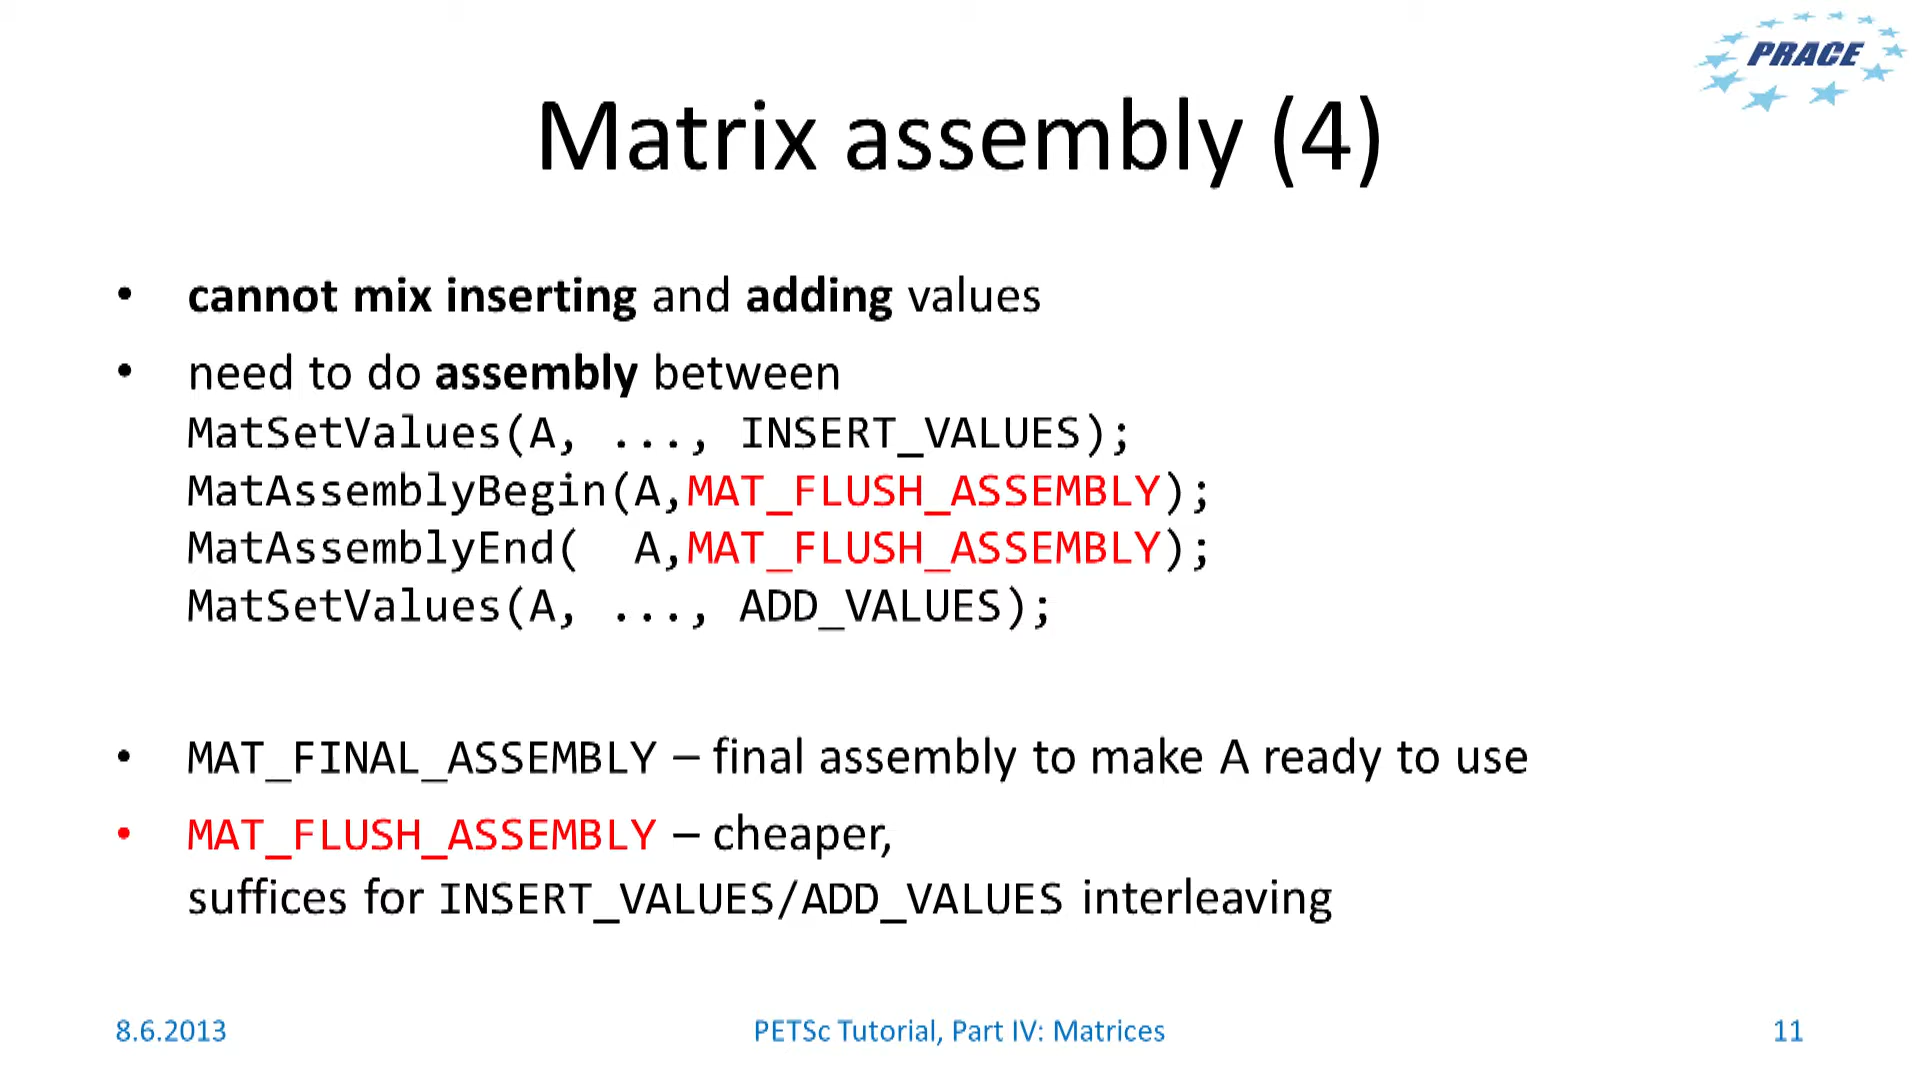 PRACE
Matrix assembly (4)
• cannot mix inserting and adding values
• need to do assembly between
MatSetValues(A, ..., INSERT_VALUES);
MatAssemblyBegin(A,MAT_FLUSH_ASSEMBLY);
MatAssemblyEnd(  A,MAT_FLUSH_ASSEMBLY);
MatSetValues(A, ..., ADD_VALUES);
• MAT_FINAL_ASSEMBLY – final assembly to make A ready to use
• MAT_FLUSH_ASSEMBLY – cheaper,
suffices for INSERT_VALUES/ADD_VALUES interleaving
8.6.2013 PETSc Tutorial, Part IV: Matrices 11